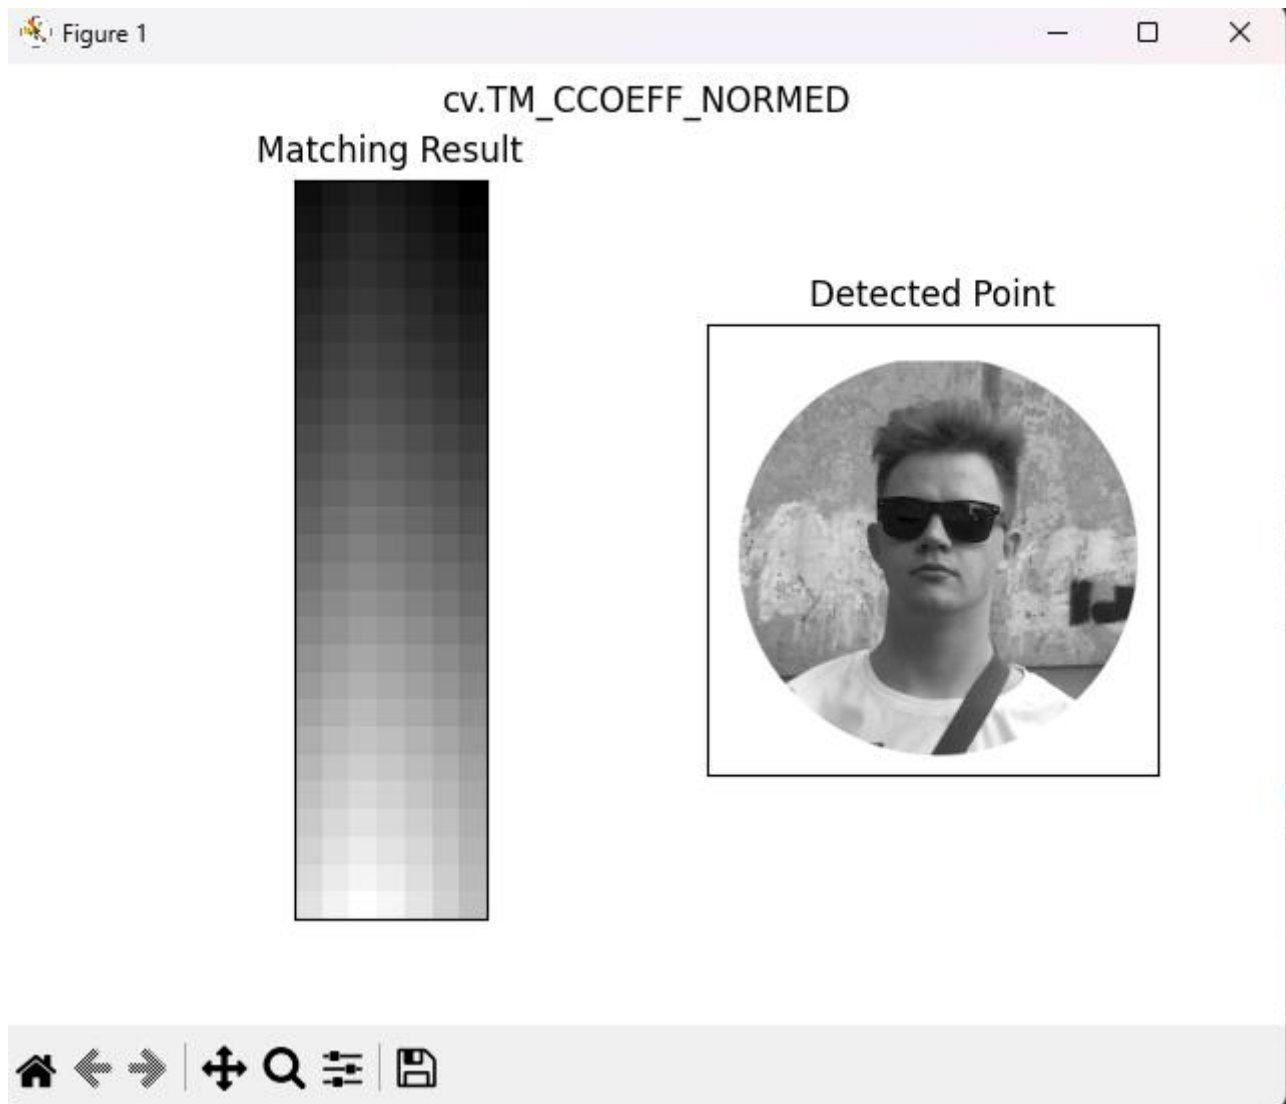 Figure 1
cv.TM_CCOEFF_NORMED
Matching Result
Detected Point